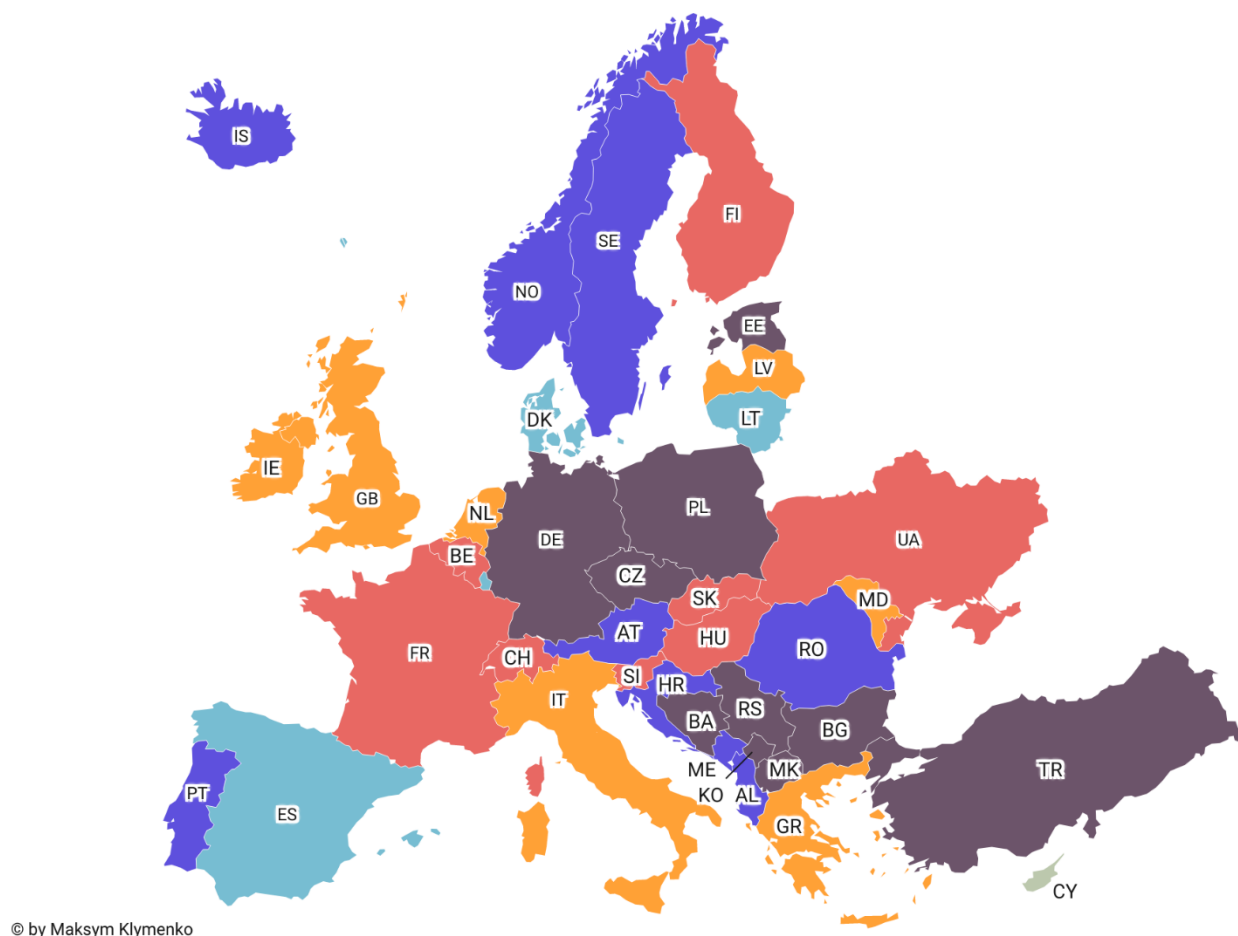 IS
FI
SE
NO
EE
LV
DK
LT
IE
GB
NL
PL
DE
UA
BE
CZ
SK
MD
AT
HU
RO
FR
CH
SI
HR
IT
RS
BA
BG
ME
MK
TR
PT
KO
AL
ES
GR
CY
© by Maksym Klymenko